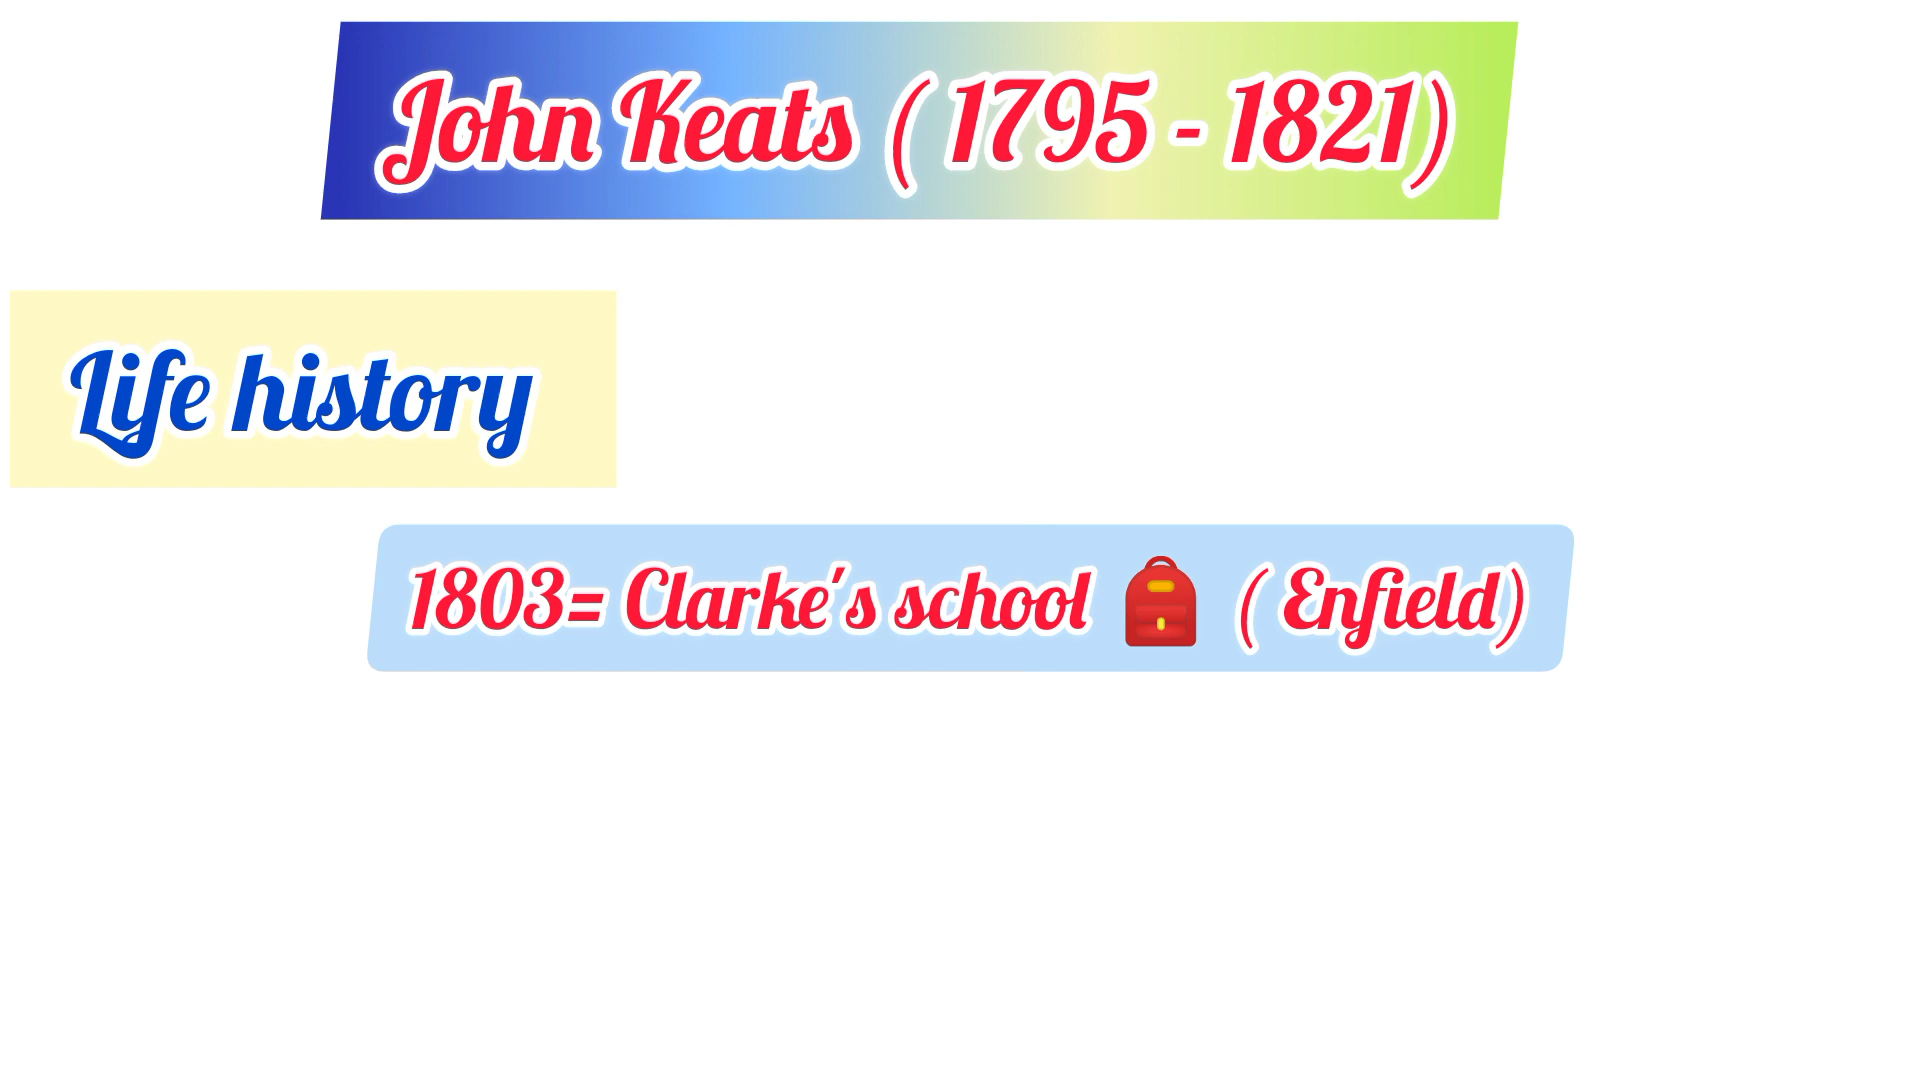 John Keats ( 1795 - 1821)
Life history
1803= Clarke's school 🎒 ( Enfield)